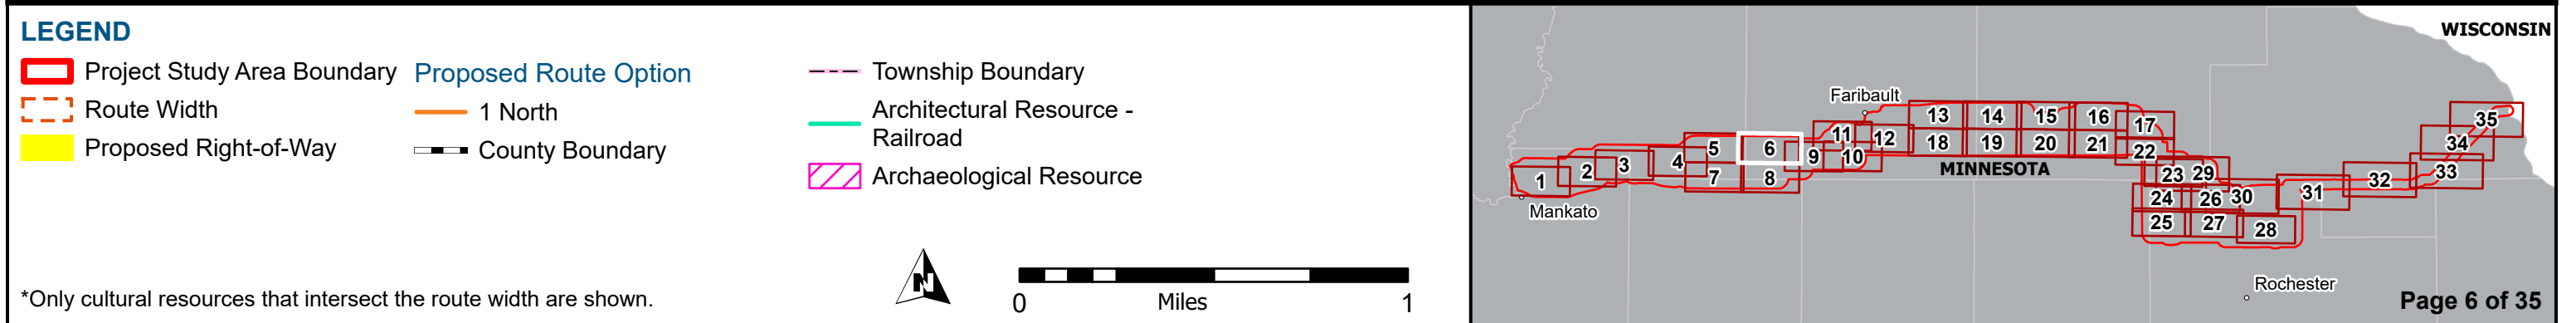 LEGEND
Project Study Area Boundary
Route Width
Proposed Right-of-Way
Proposed Route Option
1 North
County Boundary
Township Boundary
Architectural Resource -
Railroad
Archaeological Resource
*Only cultural resources that intersect the route width are shown.
N
0 Miles 1
WISCONSIN
Faribault
MINNESOTA
Mankato
Rochester
1
2
3
4
5
6
7
8
9
10
11
12
13
14
15
16
17
18
19
20
21
22
23
29
24
26
30
25
27
28
31
32
33
34
35
Page 6 of 35